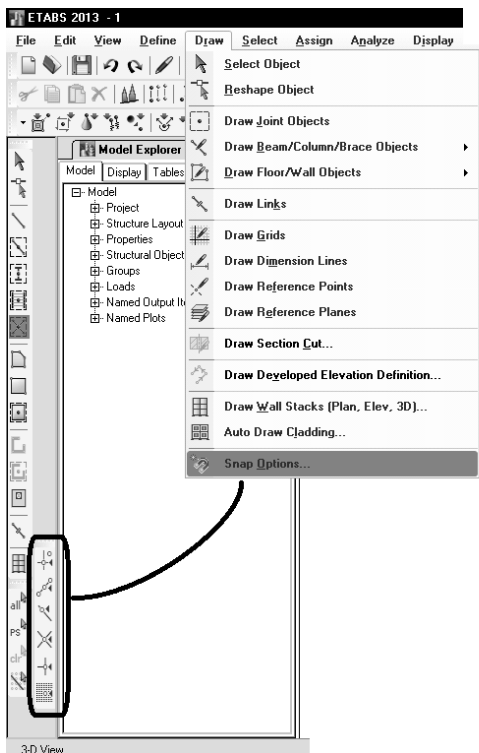 ETABS 2013 - 1
File Edit View Define Draw Select Assign Analyze Display
Select Object
Reshape Object
Draw Joint Objects
Draw Beam/Column/Brace Objects
Draw Floor/Wall Objects
Draw Links
Draw Grids
Draw Dimension Lines
Draw Reference Points
Draw Reference Planes
Draw Section Cut...
Draw Developed Elevation Definition...
Draw Wall Stacks (Plan, Elev, 3D)...
Auto Draw Cladding...
Snap Options...
Model Explorer
Model Display Tables
Model
Project
Structure Layout
Properties
Structural Object
Groups
Loads
Named Output Ite
Named Plots
all
PS
clr
3-D View